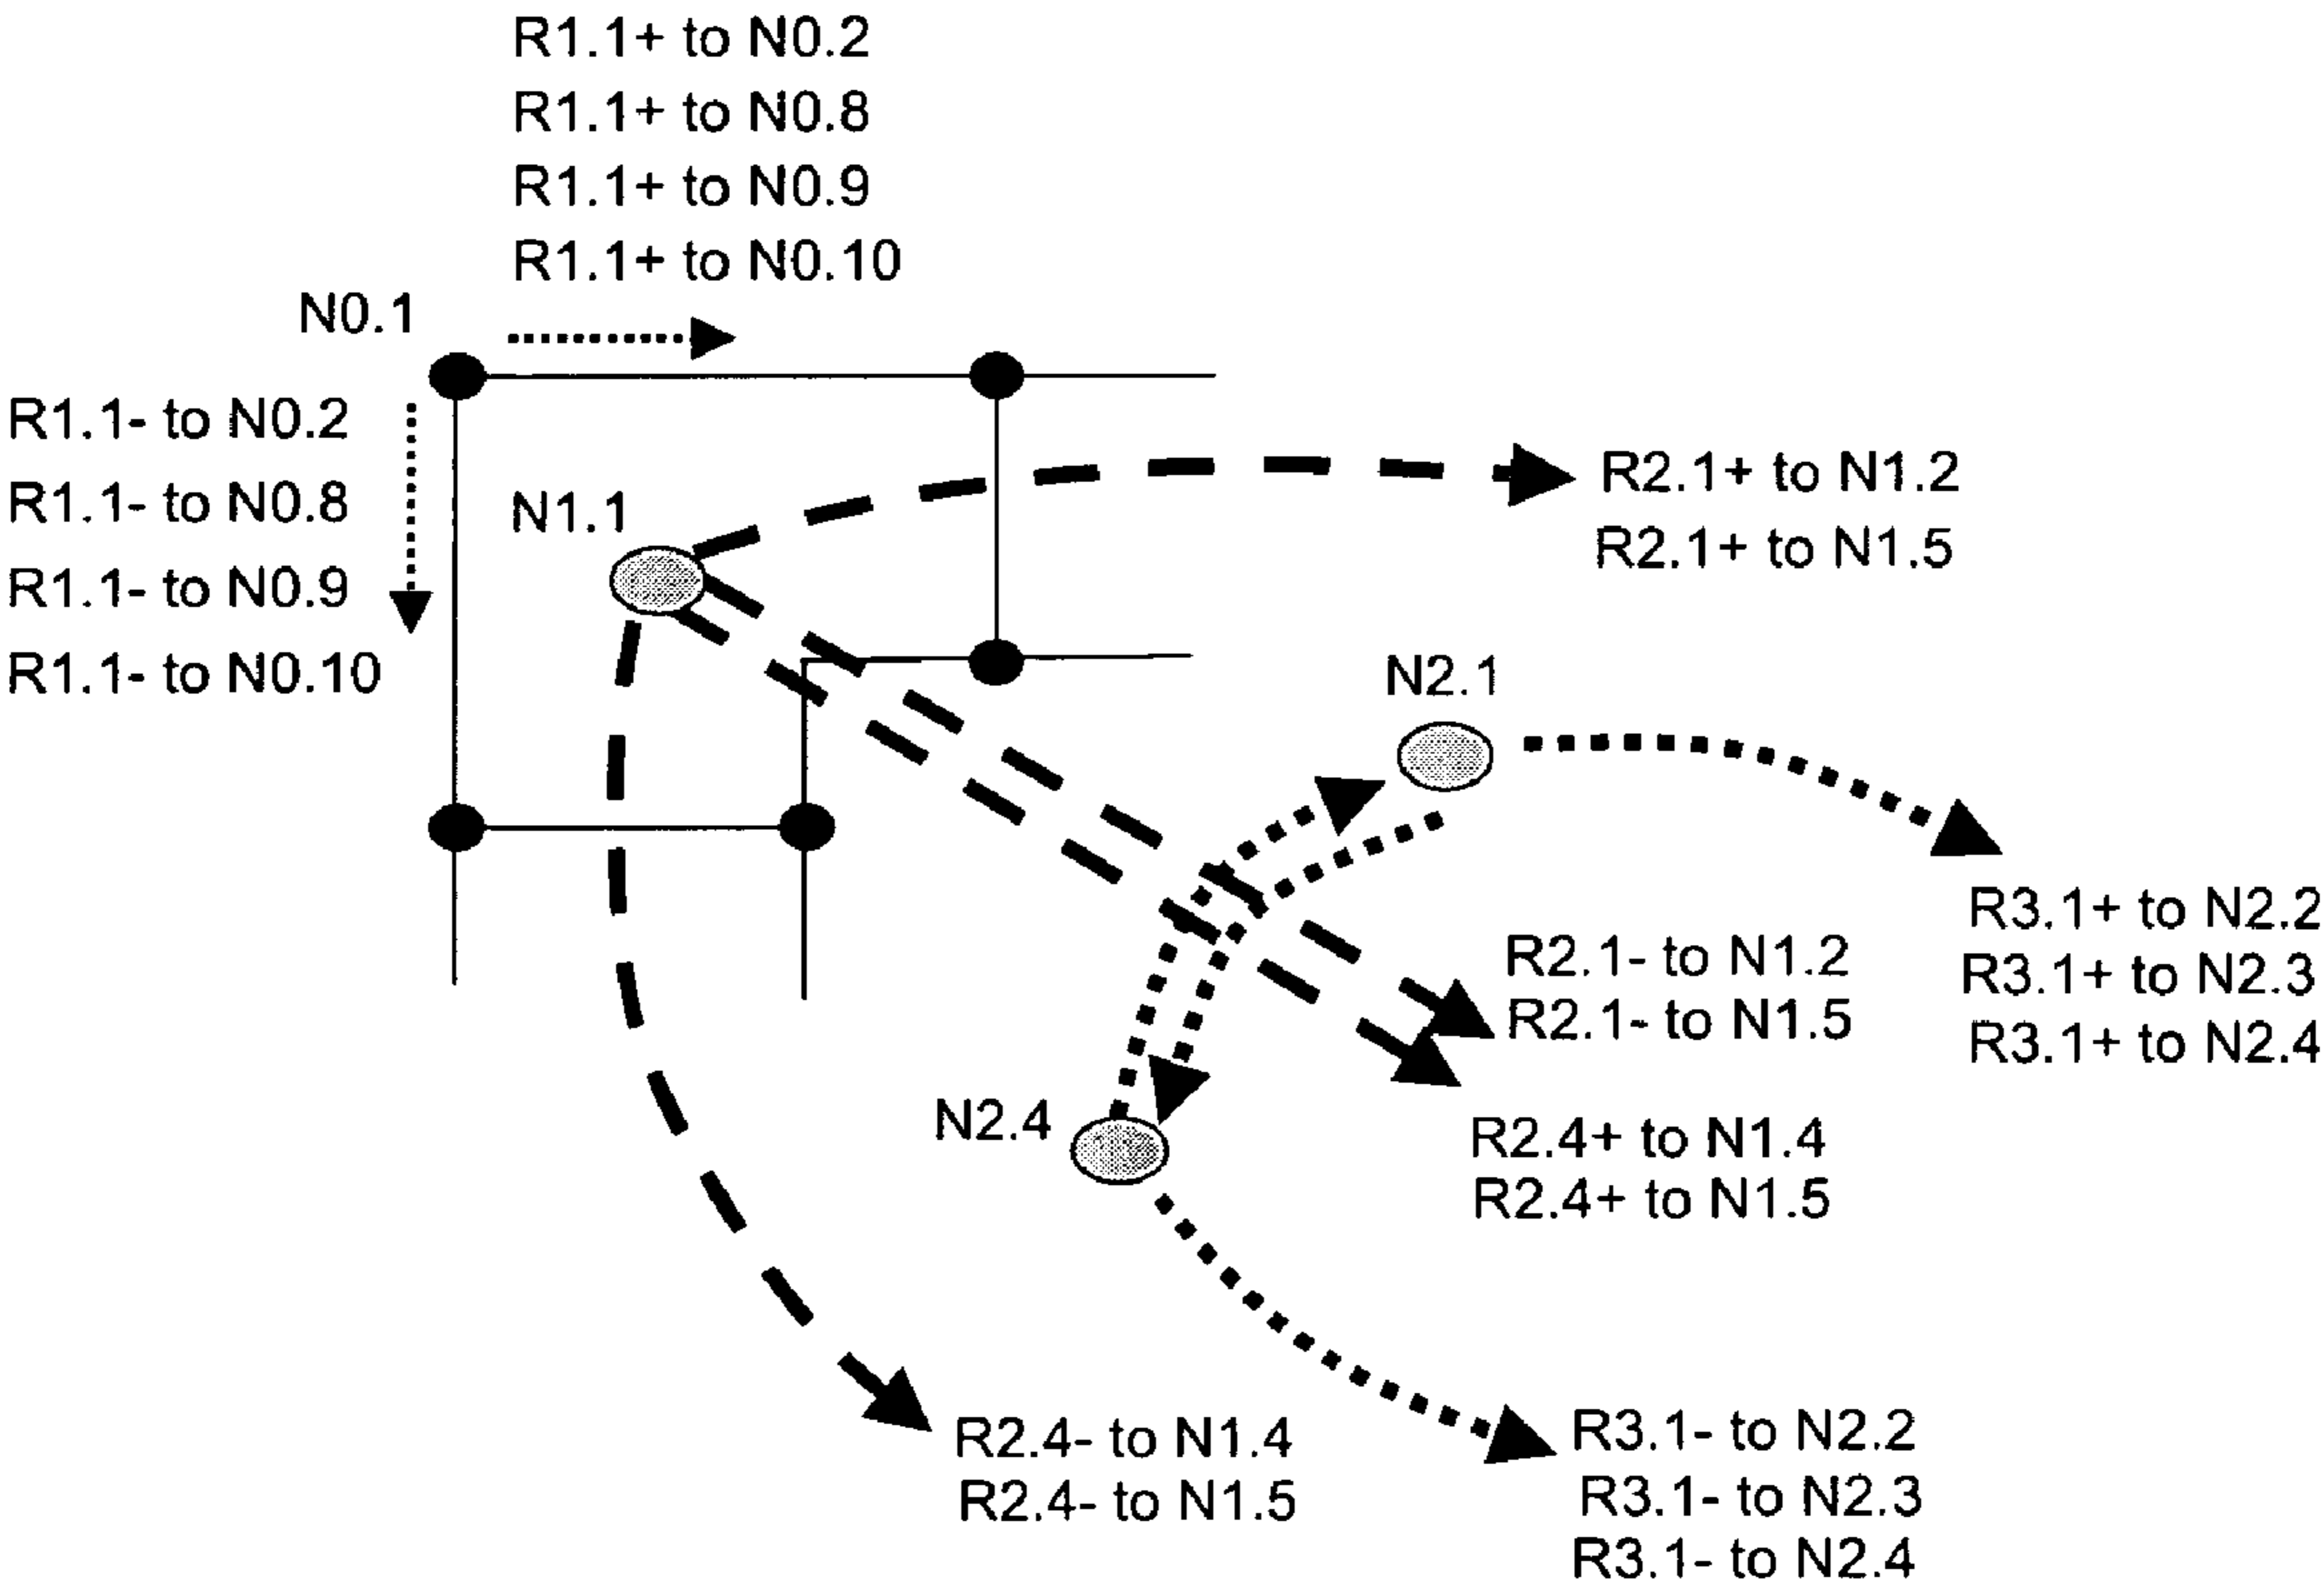 R1.1+ to N0.2
R1.1+ to N0.8
R1.1+ to N0.9
R1.1+ to N0.10
N0.1
R1.1- to N0.2
R1.1- to N0.8
R1.1- to N0.9
R1.1- to N0.10
N1.1
R2.1+ to N1.2
R2.1+ to N1.5
N2.1
R3.1+ to N2.2
R3.1+ to N2.3
R3.1+ to N2.4
R2.1- to N1.2
R2.1- to N1.5
N2.4
R2.4+ to N1.4
R2.4+ to N1.5
R2.4- to N1.4
R2.4- to N1.5
R3.1- to N2.2
R3.1- to N2.3
R3.1- to N2.4